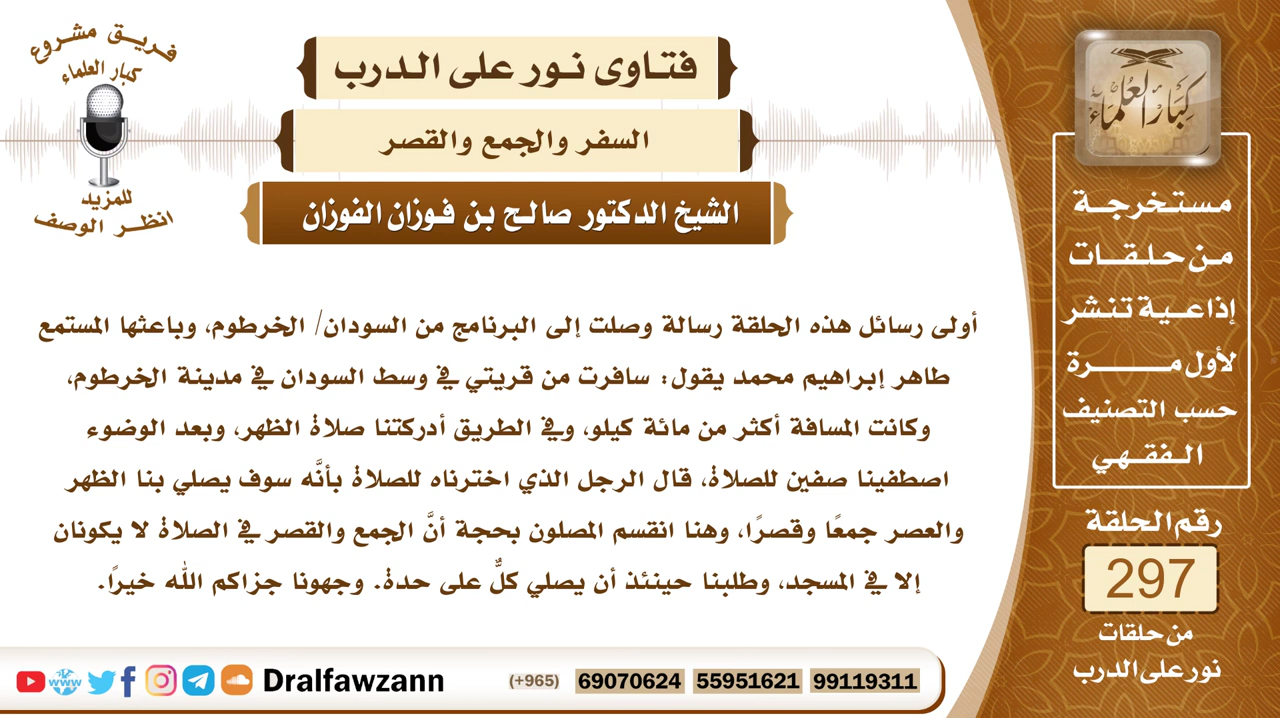 فريق مشروع
كبار العلماء
للمزيد
انظر الوصف
فتاوى نور على الدرب
السفر والجمع والقصر
الشيخ الدكتور صالح بن فوزان الفوزان
أولى رسائل هذه الحلقة رسالة وصلت إلى البرنامج من السودان/ الخرطوم، وباعثها المستمع
طاهر إبراهيم محمد يقول: سافرت من قريتي في وسط السودان في مدينة الخرطوم،
وكانت المسافة أكثر من مائة كيلو، وفي الطريق أدركتنا صلاة الظهر، وبعد الوضوء
اصطفينا صفين للصلاة، قال الرجل الذي اخترناه للصلاة بأنَّه سوف يصلي بنا الظهر
والعصر جمعًا وقصرًا، وهنا انقسم المصلون بحجة أنَّ الجمع والقصر في الصلاة لا يكونان
إلا في المسجد، وطلبنا حينئذ أن يصلي كلٌّ على حدة. وجهونا جزاكم الله خيرًا.
كبار العلماء
مستخرجة
من حلقات
إذاعية تنشر
لأول مرة
حسب التصنيف
الفقهي
رقم الحلقة
297
من حلقات
نور على الدرب
www Dralfawzann (+965) 69070624 55951621 99119311